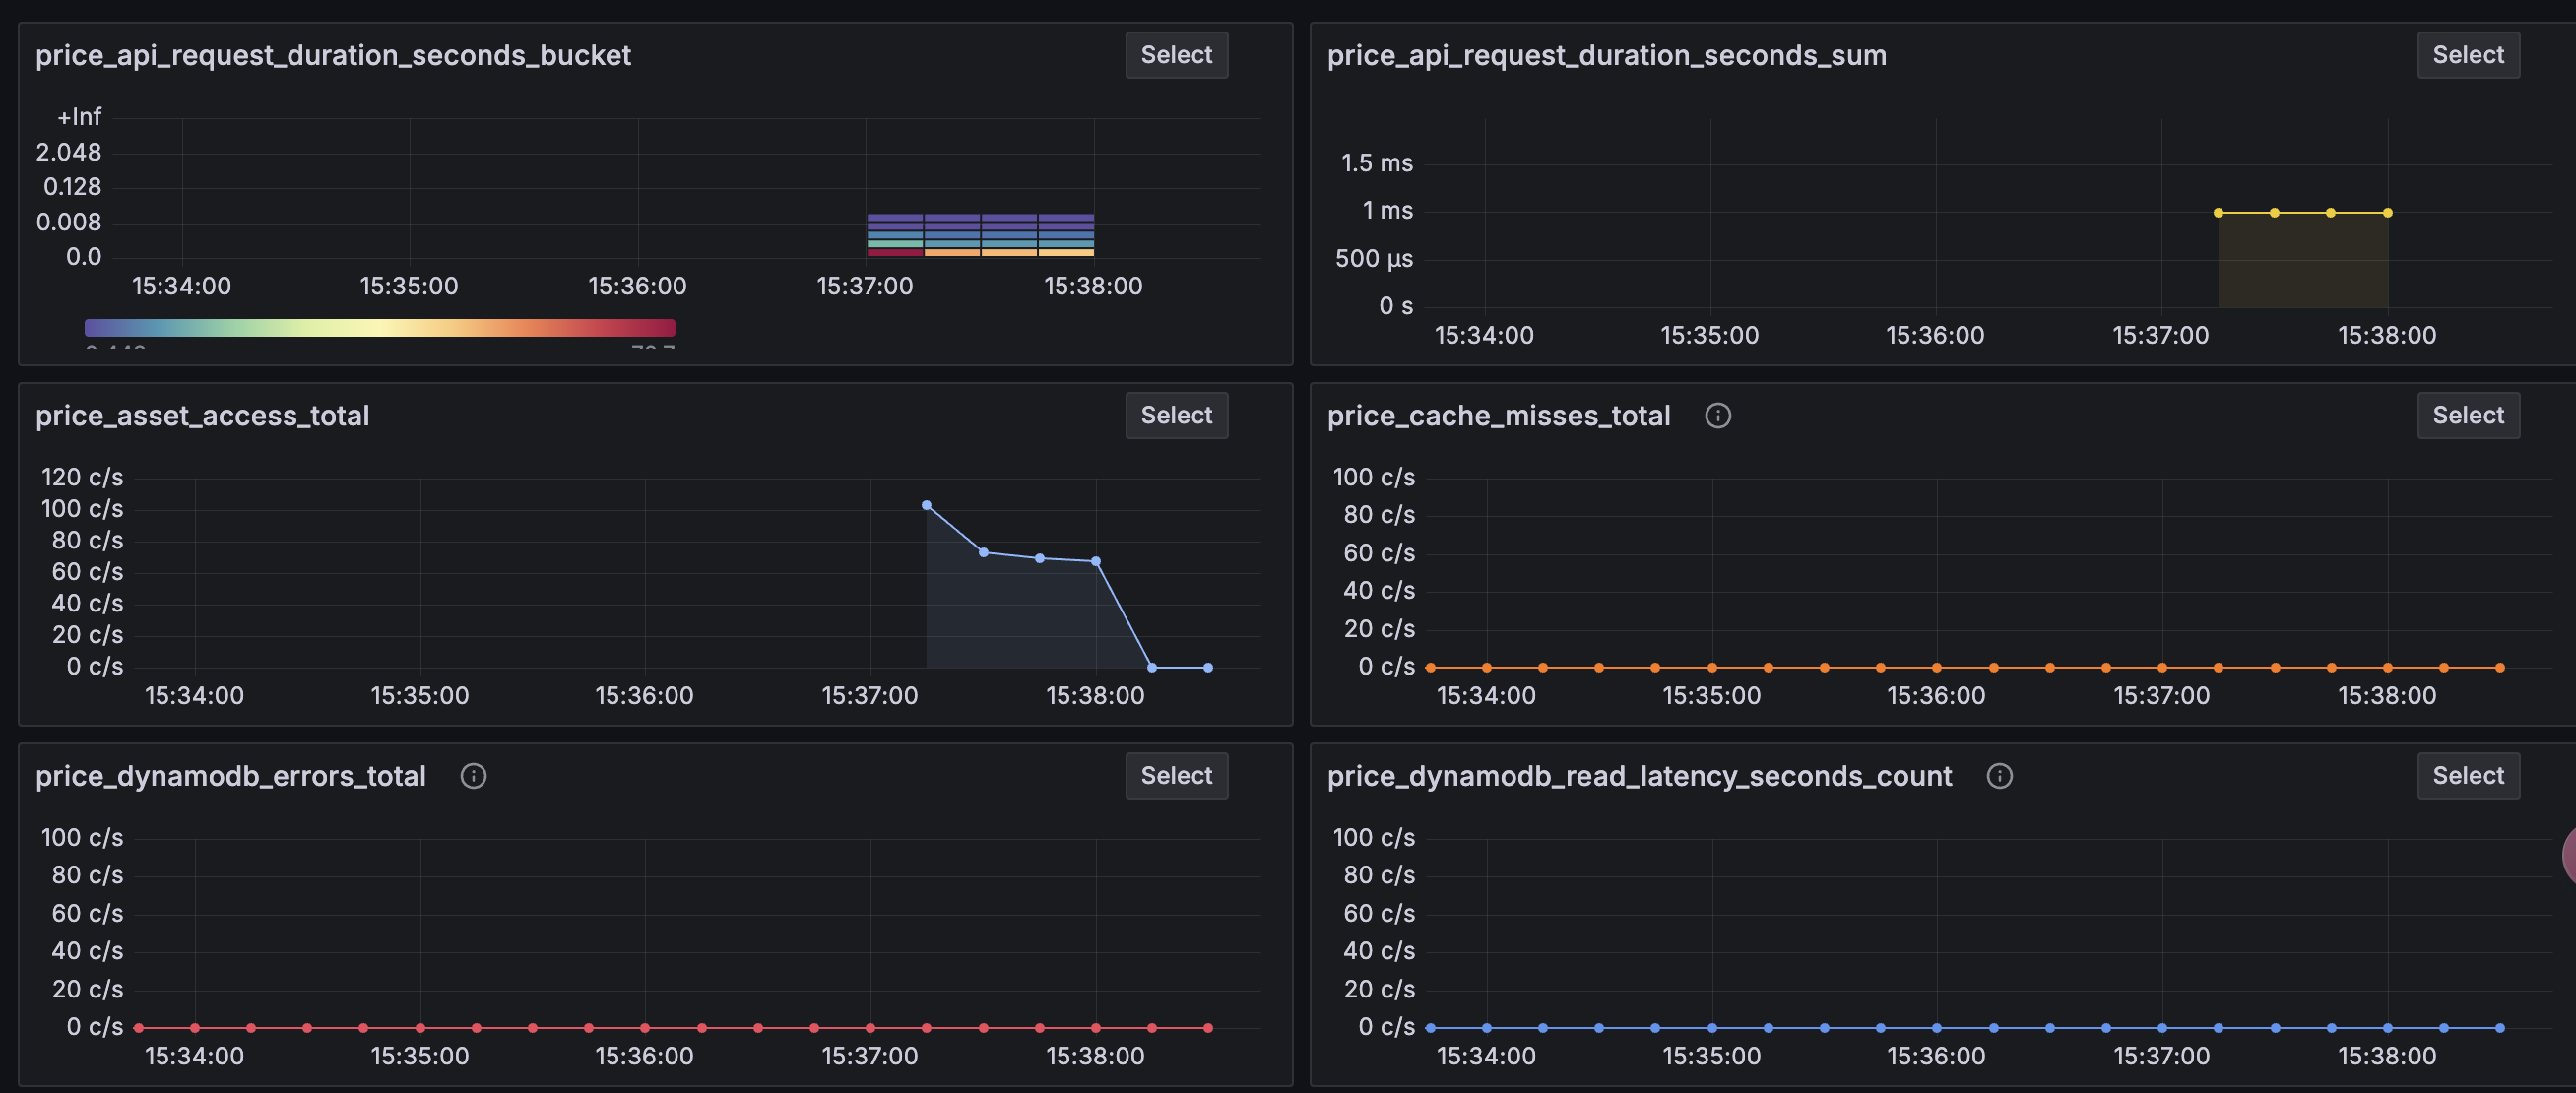 price_api_request_duration_seconds_bucket
Select
+Inf
2.048
0.128
0.008
0.0
15:34:00 15:35:00 15:36:00 15:37:00 15:38:00
price_api_request_duration_seconds_sum
Select
1.5 ms
1 ms
500 µs
0 s
15:34:00 15:35:00 15:36:00 15:37:00 15:38:00
price_asset_access_total
Select
120 c/s
100 c/s
80 c/s
60 c/s
40 c/s
20 c/s
0 c/s
15:34:00 15:35:00 15:36:00 15:37:00 15:38:00
price_cache_misses_total
Select
100 c/s
80 c/s
60 c/s
40 c/s
20 c/s
0 c/s
15:34:00 15:35:00 15:36:00 15:37:00 15:38:00
price_dynamodb_errors_total
Select
100 c/s
80 c/s
60 c/s
40 c/s
20 c/s
0 c/s
15:34:00 15:35:00 15:36:00 15:37:00 15:38:00
price_dynamodb_read_latency_seconds_count
Select
100 c/s
80 c/s
60 c/s
40 c/s
20 c/s
0 c/s
15:34:00 15:35:00 15:36:00 15:37:00 15:38:00